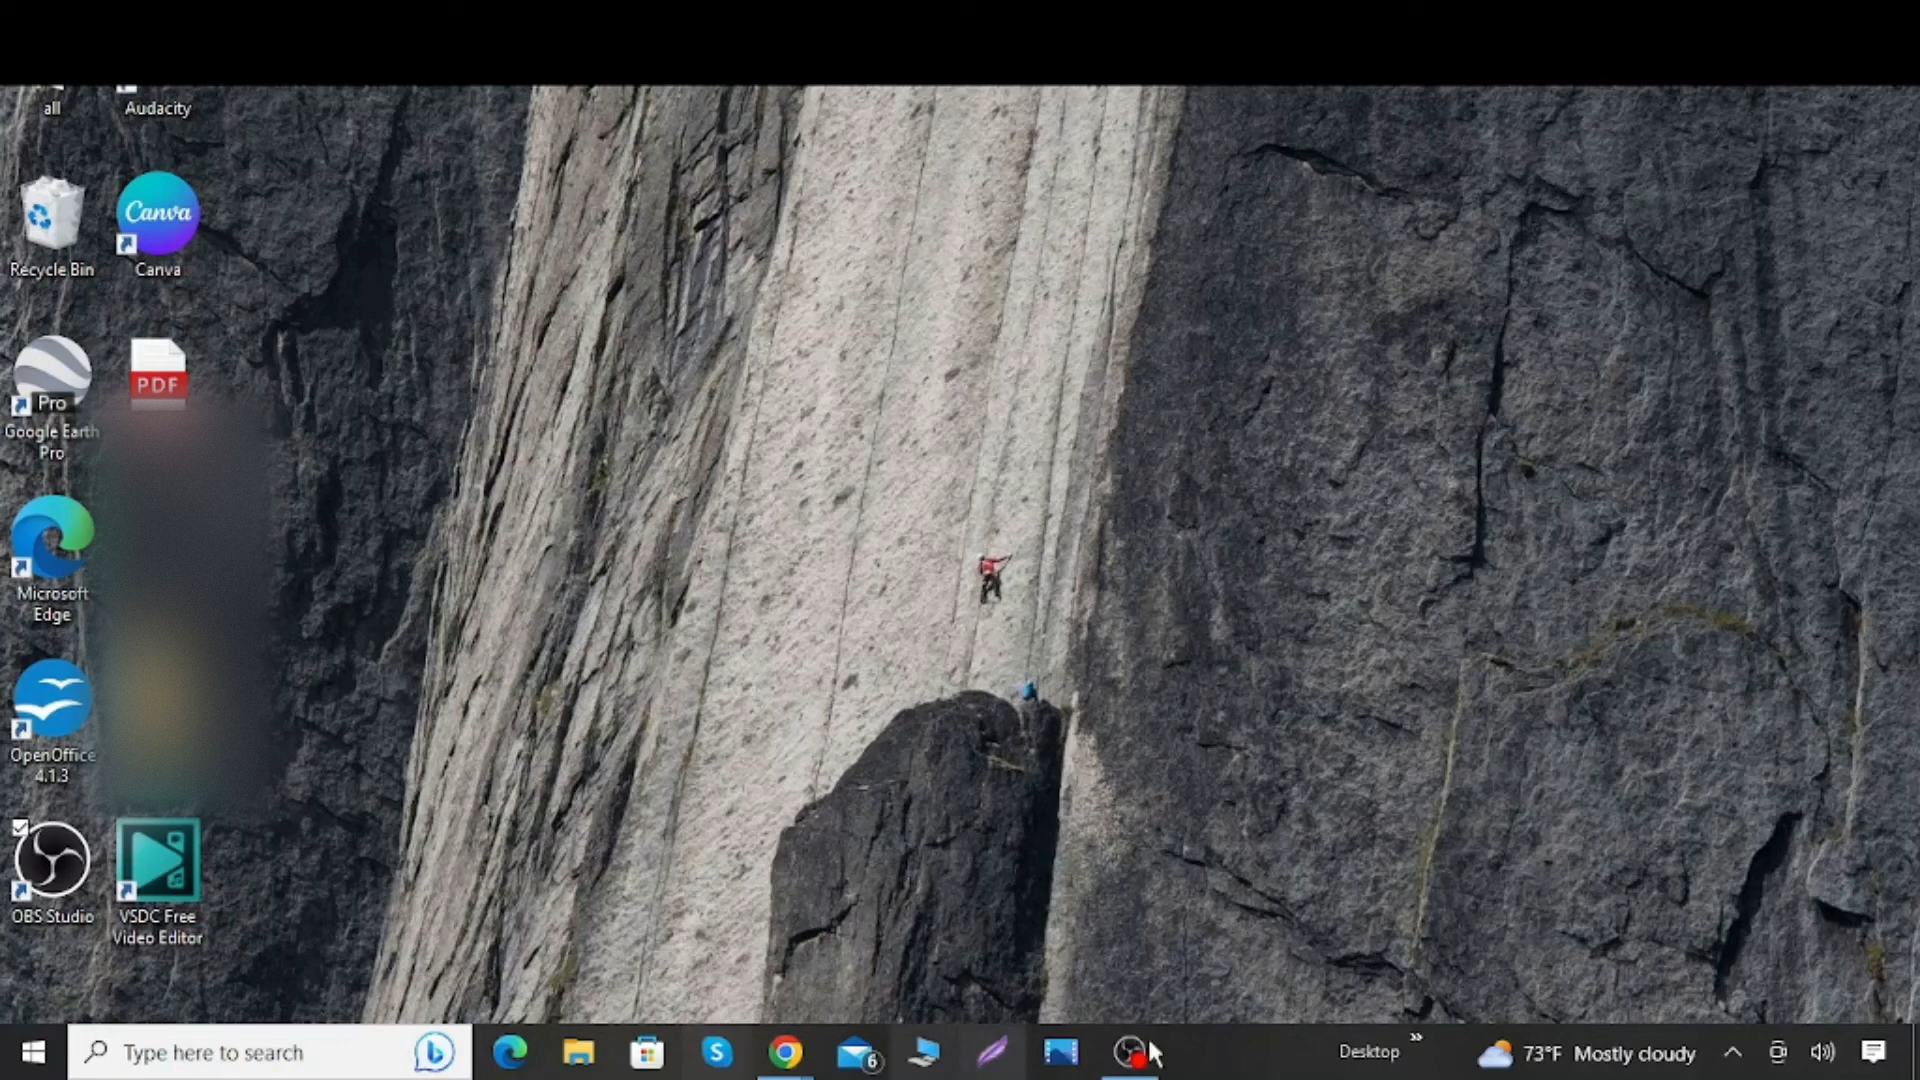 all
Audacity
Recycle Bin
Canva
Canva
Pro
Google Earth
Pro
PDF
Microsoft
Edge
OpenOffice
4.1.3
OBS Studio
VSDC Free
Video Editor
Type here to search
6
Desktop
73°F Mostly cloudy